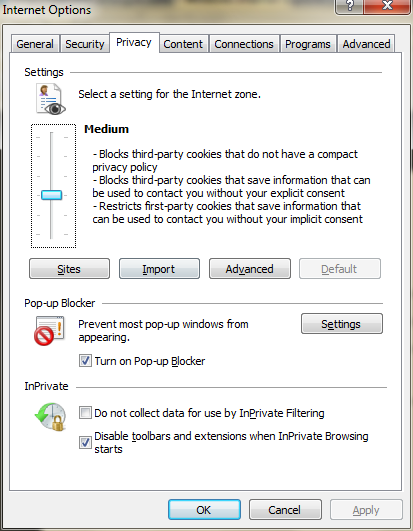 Internet Options
General Security Privacy Content Connections Programs Advanced
Settings
Select a setting for the Internet zone.
Medium
- Blocks third-party cookies that do not have a compact
privacy policy
- Blocks third-party cookies that save information that can
be used to contact you without your explicit consent
- Restricts first-party cookies that save information that
can be used to contact you without your implicit consent
Sites Import Advanced Default
Pop-up Blocker
Prevent most pop-up windows from
appearing.
Settings
Turn on Pop-up Blocker
InPrivate
Do not collect data for use by InPrivate Filtering
Disable toolbars and extensions when InPrivate Browsing
starts
OK Cancel Apply